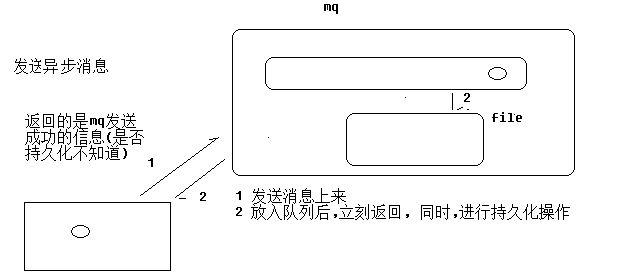 mq
发送异步消息
2
file
返回的是mq发送
成功的信息(是否
持久化不知道)
1
2
1 发送消息上来
2 放入队列后,立刻返回, 同时,进行持久化操作